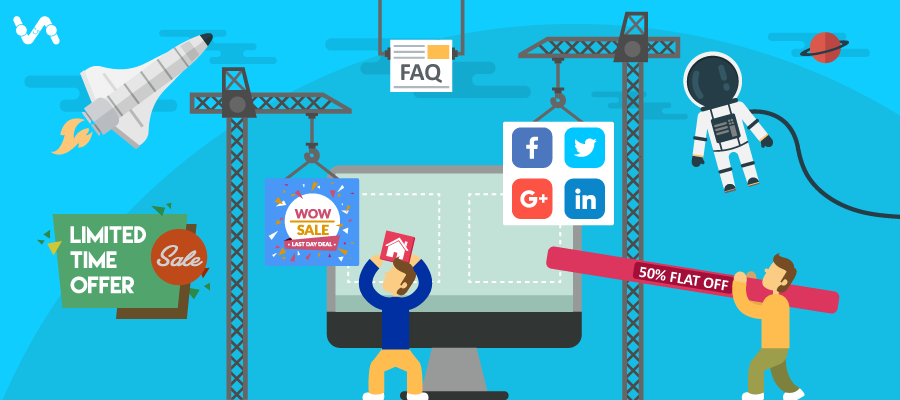 FAQ
WOW
SALE
LAST DAY DEAL
f
G+
in
LIMITED
TIME
OFFER
Sale
50% FLAT OFF